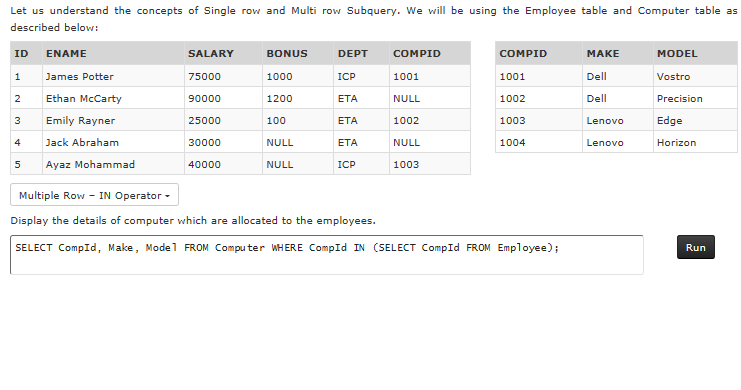 Let us understand the concepts of Single row and Multi row Subquery. We will be using the Employee table and Computer table as
described below:
ID ENAME SALARY BONUS DEPT COMPID
1 James Potter 75000 1000 ICP 1001
2 Ethan McCarty 90000 1200 ETA NULL
3 Emily Rayner 25000 100 ETA 1002
4 Jack Abraham 30000 NULL ETA NULL
5 Ayaz Mohammad 40000 NULL ICP 1003
COMPID MAKE MODEL
1001 Dell Vostro
1002 Dell Precision
1003 Lenovo Edge
1004 Lenovo Horizon
Multiple Row – IN Operator
Display the details of computer which are allocated to the employees.
SELECT CompId, Make, Model FROM Computer WHERE CompId IN (SELECT CompId FROM Employee);
Run